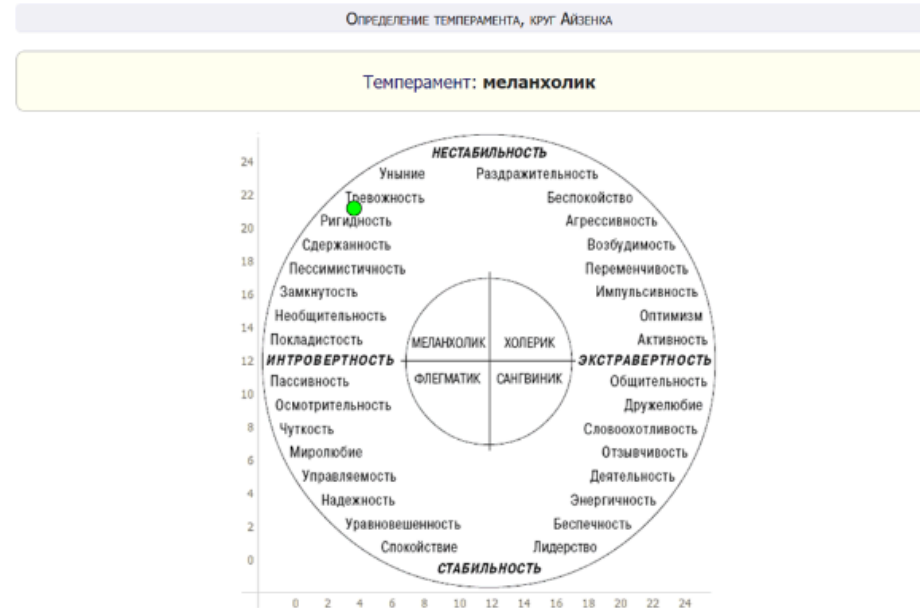 Определение темперамента, круг Айзенка
Темперамент: меланхолик
24
22
20
18
16
14
12
10
8
6
4
2
0
НЕСТАБИЛЬНОСТЬ
Уныние
Тревожность
Ригидность
Сдержанность
Пессимистичность
Замкнутость
Необщительность
Покладистость
ИНТРОВЕРТНОСТЬ
Пассивность
Осмотрительность
Чуткость
Миролюбие
Управляемость
Надежность
Уравновешенность
Спокойствие
МЕЛАНХОЛИК ХОЛЕРИК
ФЛЕГМАТИК САНГВИНИК
Раздражительность
Беспокойство
Агрессивность
Возбудимость
Переменчивость
Импульсивность
Оптимизм
Активность
ЭКСТРАВЕРТНОСТЬ
Общительность
Дружелюбие
Словоохотливость
Отзывчивость
Деятельность
Энергичность
Беспечность
Лидерство
СТАБИЛЬНОСТЬ
0 2 4 6 8 10 12 14 16 18 20 22 24